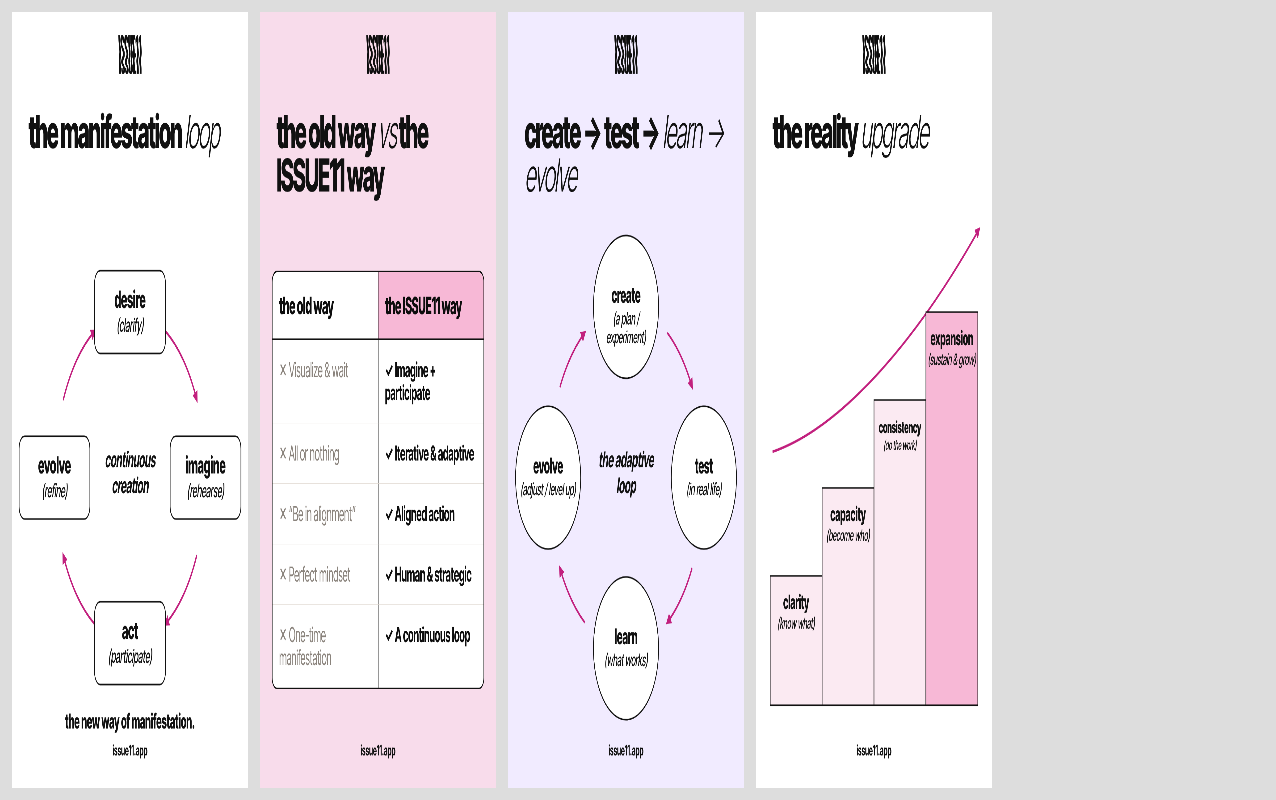 ISSUE11
the manifestation loop
desire
(clarify)
evolve
(refine)
continuous
creation
imagine
(rehearse)
act
(participate)
the new way of manifestation.
issue11.app
ISSUE11
the old way vs the
ISSUE11 way
the old way
the ISSUE11 way
✕ Visualize & wait
✓ Imagine +
participate
✕ All or nothing
✓ Iterative & adaptive
✕ "Be in alignment"
✓ Aligned action
✕ Perfect mindset
✓ Human & strategic
✕ One-time
manifestation
✓ A continuous loop
issue11.app
ISSUE11
create → test → learn →
evolve
create
(a plan /
experiment)
evolve
(adjust / level up)
the adaptive
loop
test
(in real life)
learn
(what works)
issue11.app
ISSUE11
the reality upgrade
expansion
(sustain & grow)
consistency
(do the work)
capacity
(become who)
clarity
(know what)
issue11.app